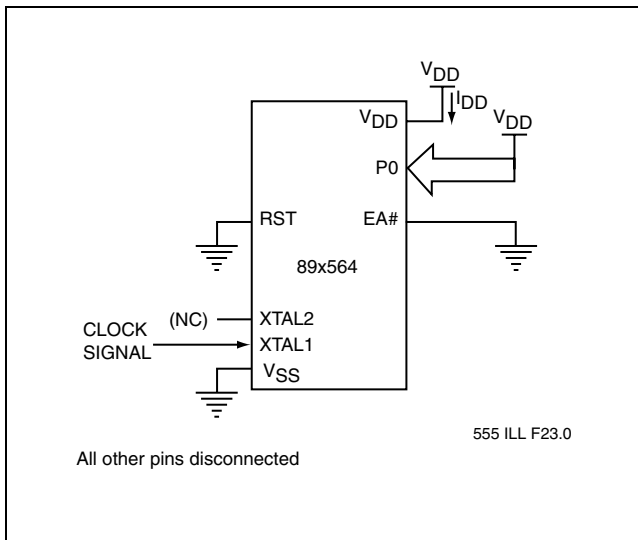 VDD
IDD
VDD
VDD
P0
RST
EA#
89x564
(NC)
XTAL2
CLOCK
SIGNAL
XTAL1
VSS
555 ILL F23.0
All other pins disconnected